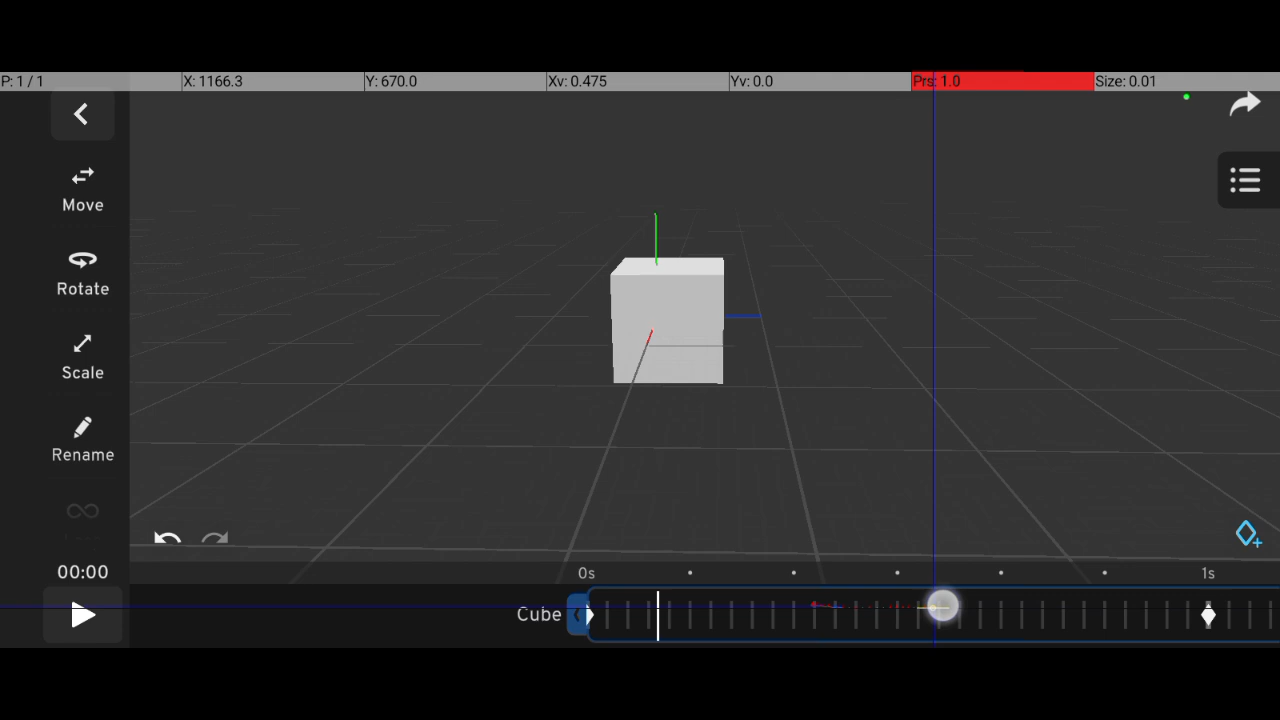 P: 1 / 1 X: 1166.3 Y: 670.0 Xv: 0.475 Yv: 0.0 Prs: 1.0 Size: 0.01
Move
Rotate
Scale
Rename
00:00
0s 1s
Cube